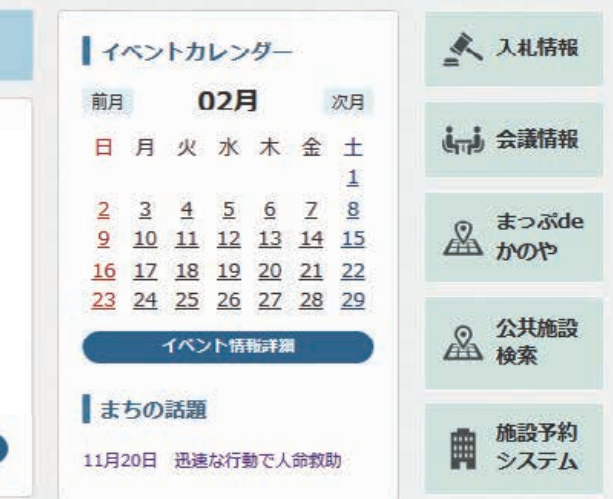 イベントカレンダー
前月 02月 次月
日 月 火 水 木 金 土
1
2 3 4 5 6 7 8
9 10 11 12 13 14 15
16 17 18 19 20 21 22
23 24 25 26 27 28 29
イベント情報詳細
まちの話題
11月20日 迅速な行動で人命救助
入札情報
会議情報
まっぷde
かのや
公共施設
検索
施設予約
システム